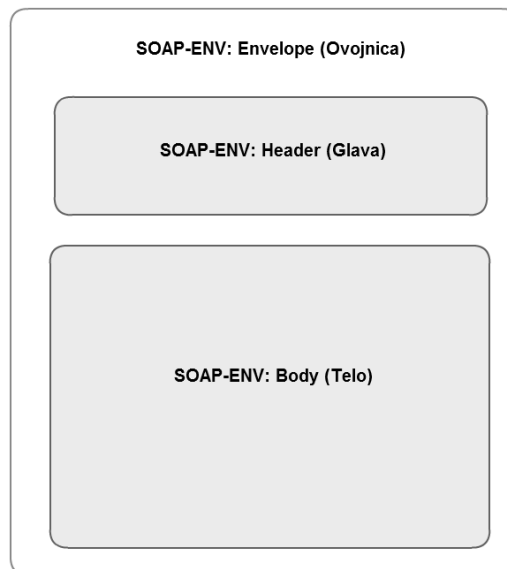 SOAP-ENV: Envelope (Ovojnica)
SOAP-ENV: Header (Glava)
SOAP-ENV: Body (Telo)